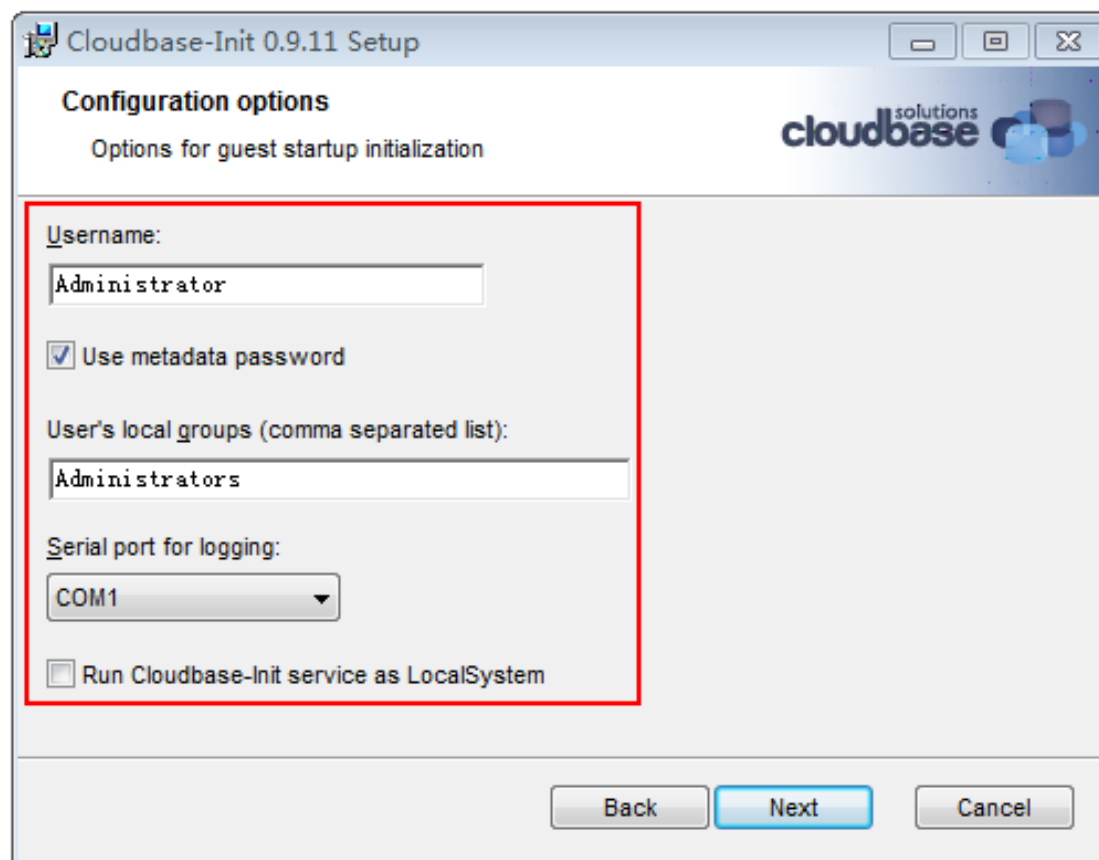 Cloudbase-Init 0.9.11 Setup
Configuration options
Options for guest startup initialization
cloudbase solutions
Username:
Administrator
Use metadata password
User's local groups (comma separated list):
Administrators
Serial port for logging:
COM1
Run Cloudbase-Init service as LocalSystem
Back Next Cancel